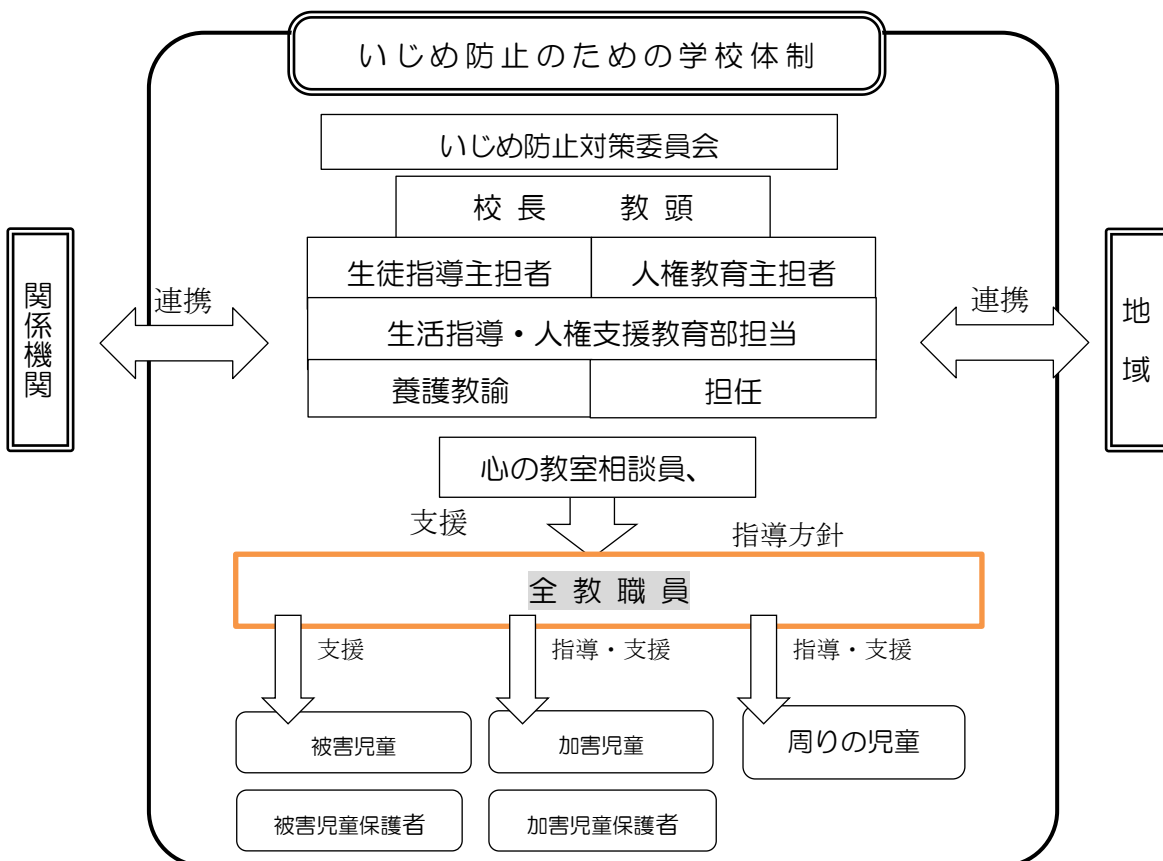 いじめ防止のための学校体制
いじめ防止対策委員会
校長 教頭
生徒指導主担者 人権教育主担者
生活指導・人権支援教育部担当
養護教諭 担任
心の教室相談員、
関係機関
連携
連携
地域
支援 指導方針
全教職員
支援 指導・支援 指導・支援
被害児童 加害児童 周りの児童
被害児童保護者 加害児童保護者